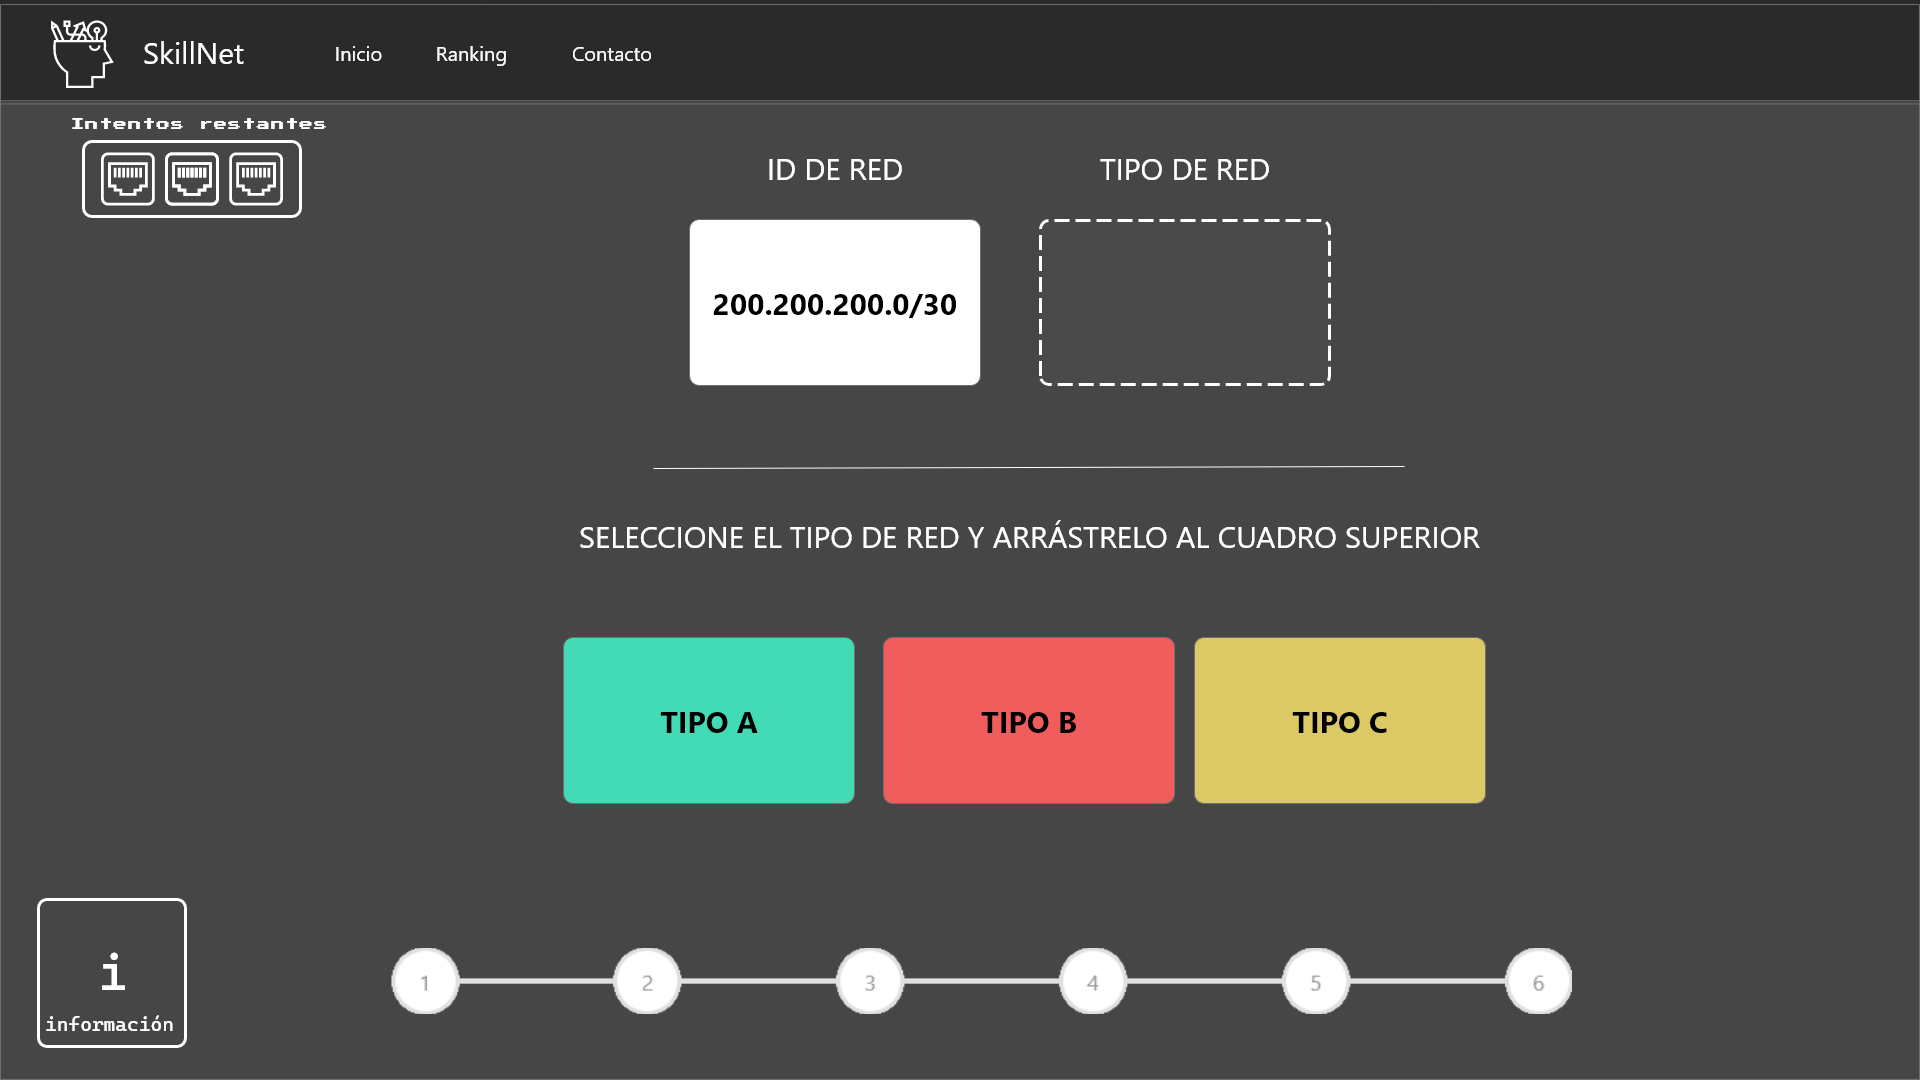 SkillNet
Inicio
Ranking
Contacto
Intentos restantes
ID DE RED
TIPO DE RED
200.200.200.0/30
SELECCIONE EL TIPO DE RED Y ARRÁSTRELO AL CUADRO SUPERIOR
TIPO A
TIPO B
TIPO C
i
información
1
2
3
4
5
6